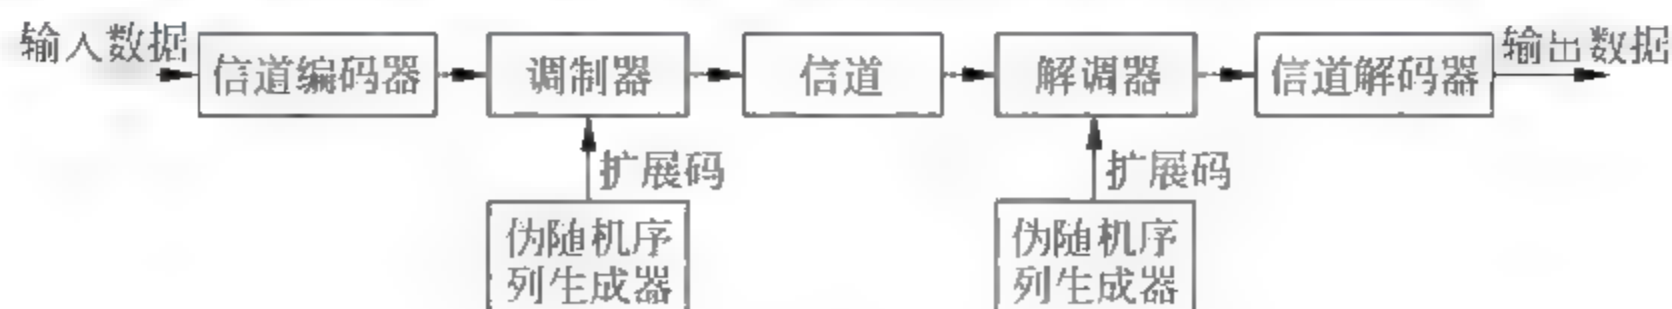 输入数据
信道编码器
调制器
信道
解调器
信道解码器
输出数据
扩展码
扩展码
伪随机序
列生成器
伪随机序
列生成器